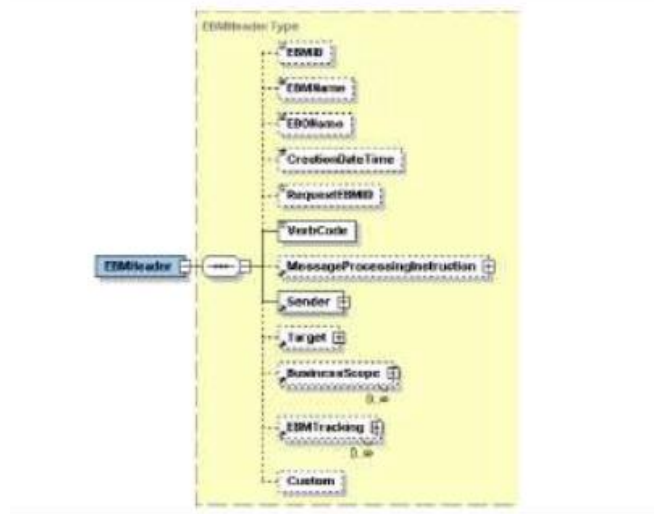 EBMHeader Type
EBMID
EBMName
EBOName
CreationDateTime
RequestEBMID
VerbCode
EBMHeader
MessageProcessingInstruction
Sender
Target
BusinessScope
0..∞
EBMTracking
0..∞
Custom